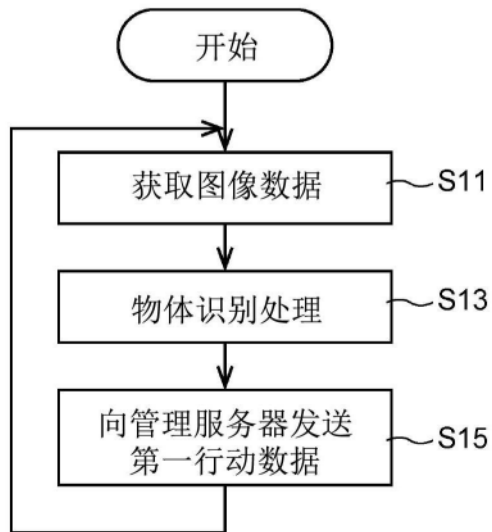 开始
获取图像数据
S11
物体识别处理
S13
向管理服务器发送
第一行动数据
S15